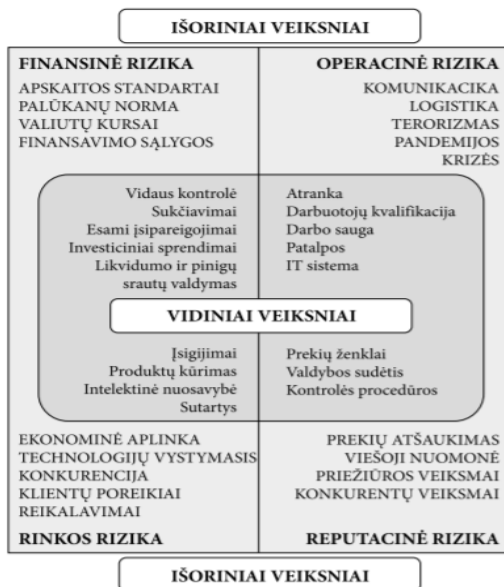 IŠORINIAI VEIKSNIAI
FINANSINĖ RIZIKA
APSKAITOS STANDARTAI
PALŪKANŲ NORMA
VALIUTŲ KURSAI
FINANSAVIMO SĄLYGOS
OPERACINĖ RIZIKA
KOMUNIKACIKA
LOGISTIKA
TERORIZMAS
PANDEMIJOS
KRIZĖS
Vidaus kontrolė
Sukčiavimai
Esami įsipareigojimai
Investiciniai sprendimai
Likvidumo ir pinigų
srautų valdymas
Atranka
Darbuotojų kvalifikacija
Darbo sauga
Patalpos
IT sistema
VIDINIAI VEIKSNIAI
Įsigijimai
Produktų kūrimas
Intelektinė nuosavybė
Sutartys
Prekių ženklai
Valdybos sudėtis
Kontrolės procedūros
EKONOMINĖ APLINKA
TECHNOLOGIJŲ VYSTYMASIS
KONKURENCIJA
KLIENTŲ POREIKIAI
REIKALAVIMAI
RINKOS RIZIKA
PREKIŲ ATŠAUKIMAS
VIEŠOJI NUOMONĖ
PRIEŽIŪROS VEIKSMAI
KONKURENTŲ VEIKSMAI
REPUTACINĖ RIZIKA
IŠORINIAI VEIKSNIAI